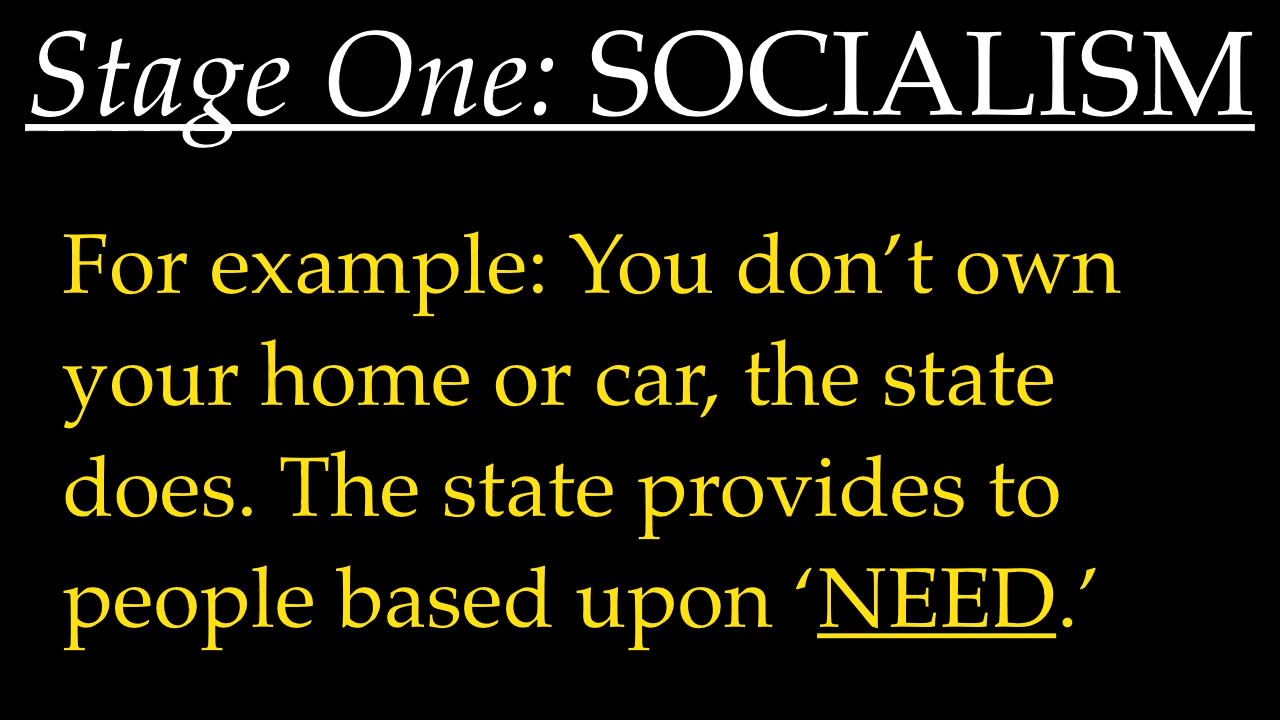 Stage One: SOCIALISM
For example: You don’t own
your home or car, the state
does. The state provides to
people based upon ‘NEED.’